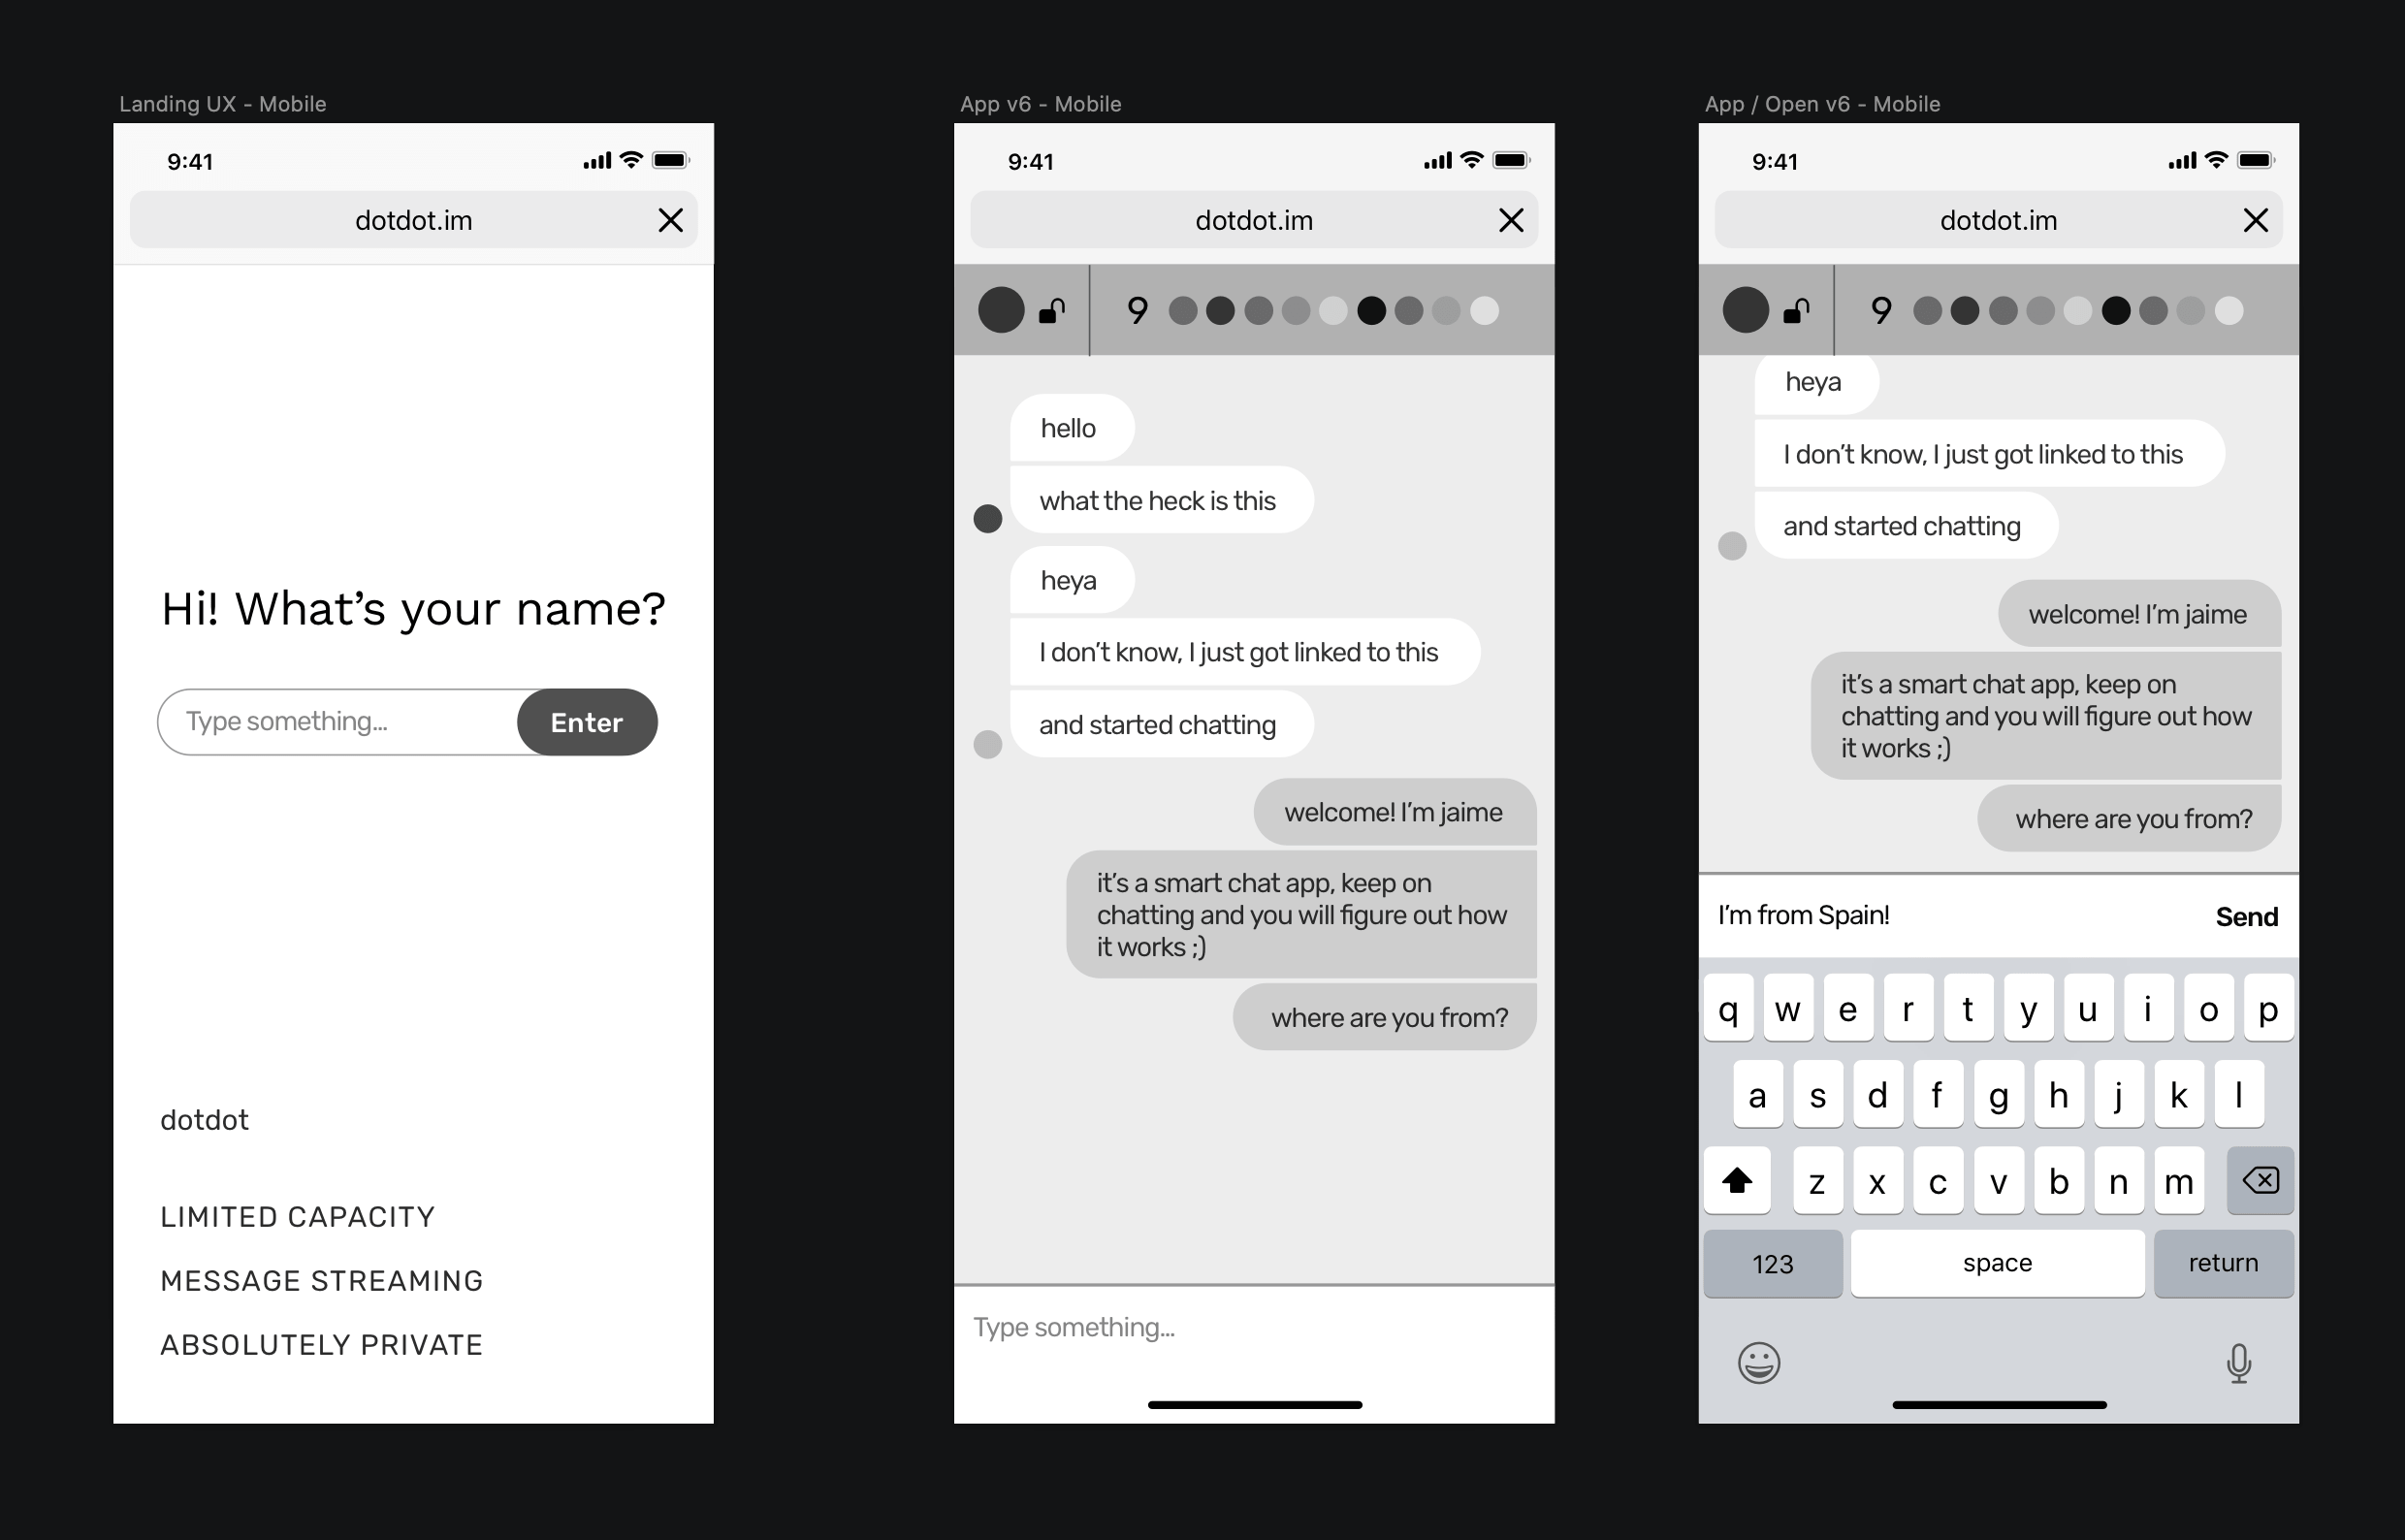 Landing UX - Mobile
9:41
dotdot.im
Hi! What’s your name?
Type something...
Enter
dotdot
LIMITED CAPACITY
MESSAGE STREAMING
ABSOLUTELY PRIVATE
App v6 - Mobile
9:41
dotdot.im
9
hello
what the heck is this
heya
I don’t know, I just got linked to this
and started chatting
welcome! I’m jaime
it’s a smart chat app, keep on
chatting and you will figure out how
it works ;)
where are you from?
Type something...
App / Open v6 - Mobile
9:41
dotdot.im
9
heya
I don’t know, I just got linked to this
and started chatting
welcome! I’m jaime
it’s a smart chat app, keep on
chatting and you will figure out how
it works ;)
where are you from?
I’m from Spain!
Send
q w e r t y u i o p
a s d f g h j k l
z x c v b n m
123 space return